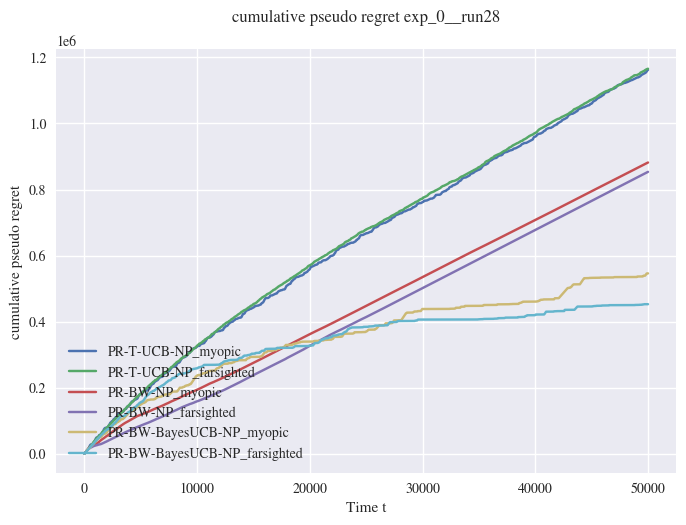 cumulative pseudo regret exp_0__run28
1e6
1.2
1.0
0.8
0.6
0.4
0.2
0.0
cumulative pseudo regret
PR-T-UCB-NP_myopic
PR-T-UCB-NP_farsighted
PR-BW-NP_myopic
PR-BW-NP_farsighted
PR-BW-BayesUCB-NP_myopic
PR-BW-BayesUCB-NP_farsighted
0 10000 20000 30000 40000 50000
Time t